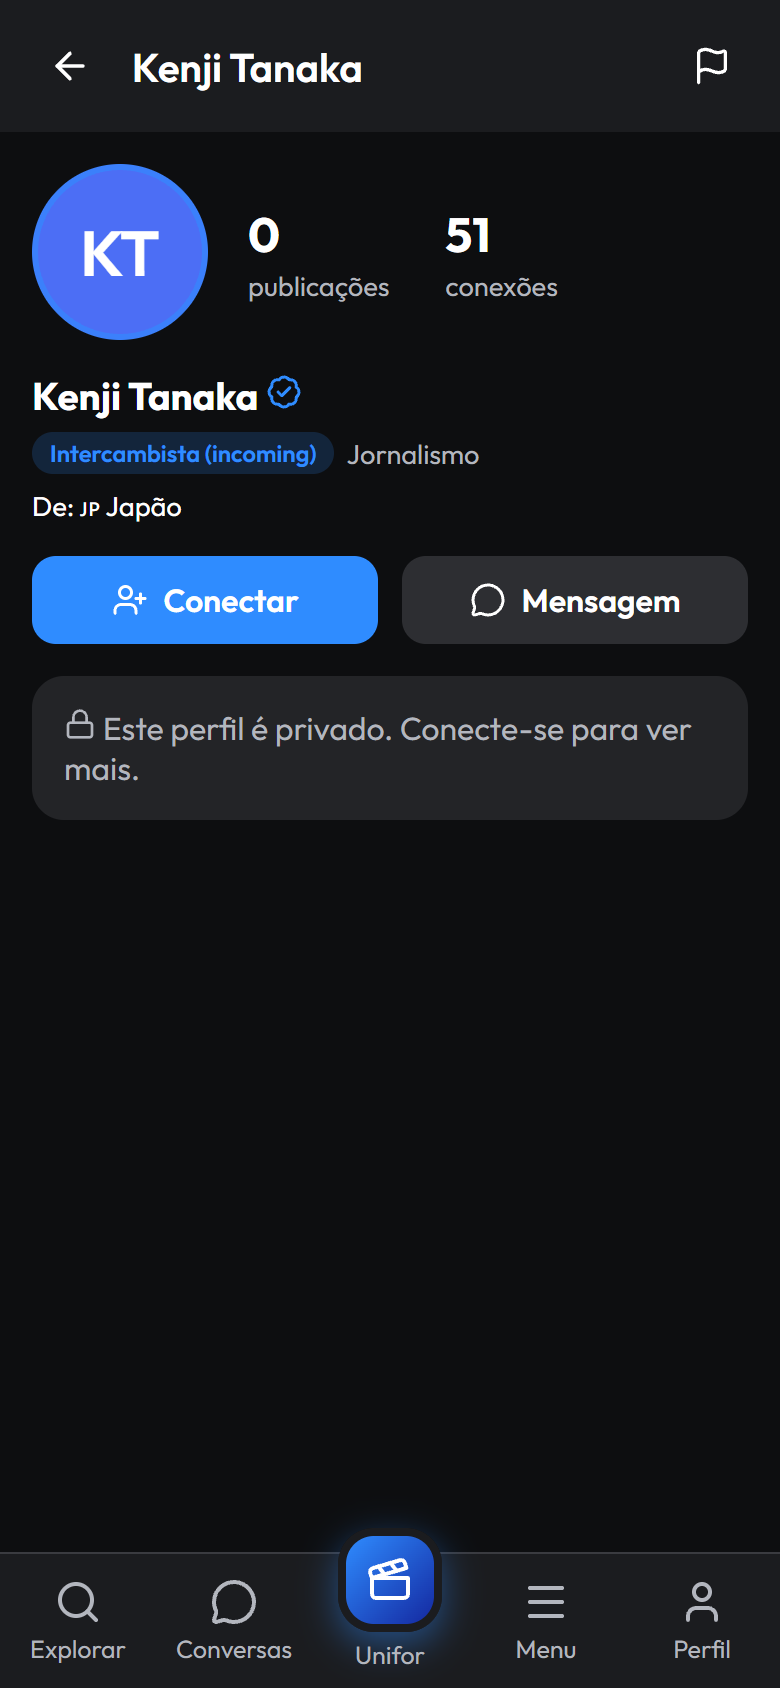 Kenji Tanaka
KT
0
publicações
51
conexões
Kenji Tanaka
Intercambista (incoming) Jornalismo
De: JP Japão
Conectar
Mensagem
Este perfil é privado. Conecte-se para ver
mais.
Explorar
Conversas
Unifor
Menu
Perfil